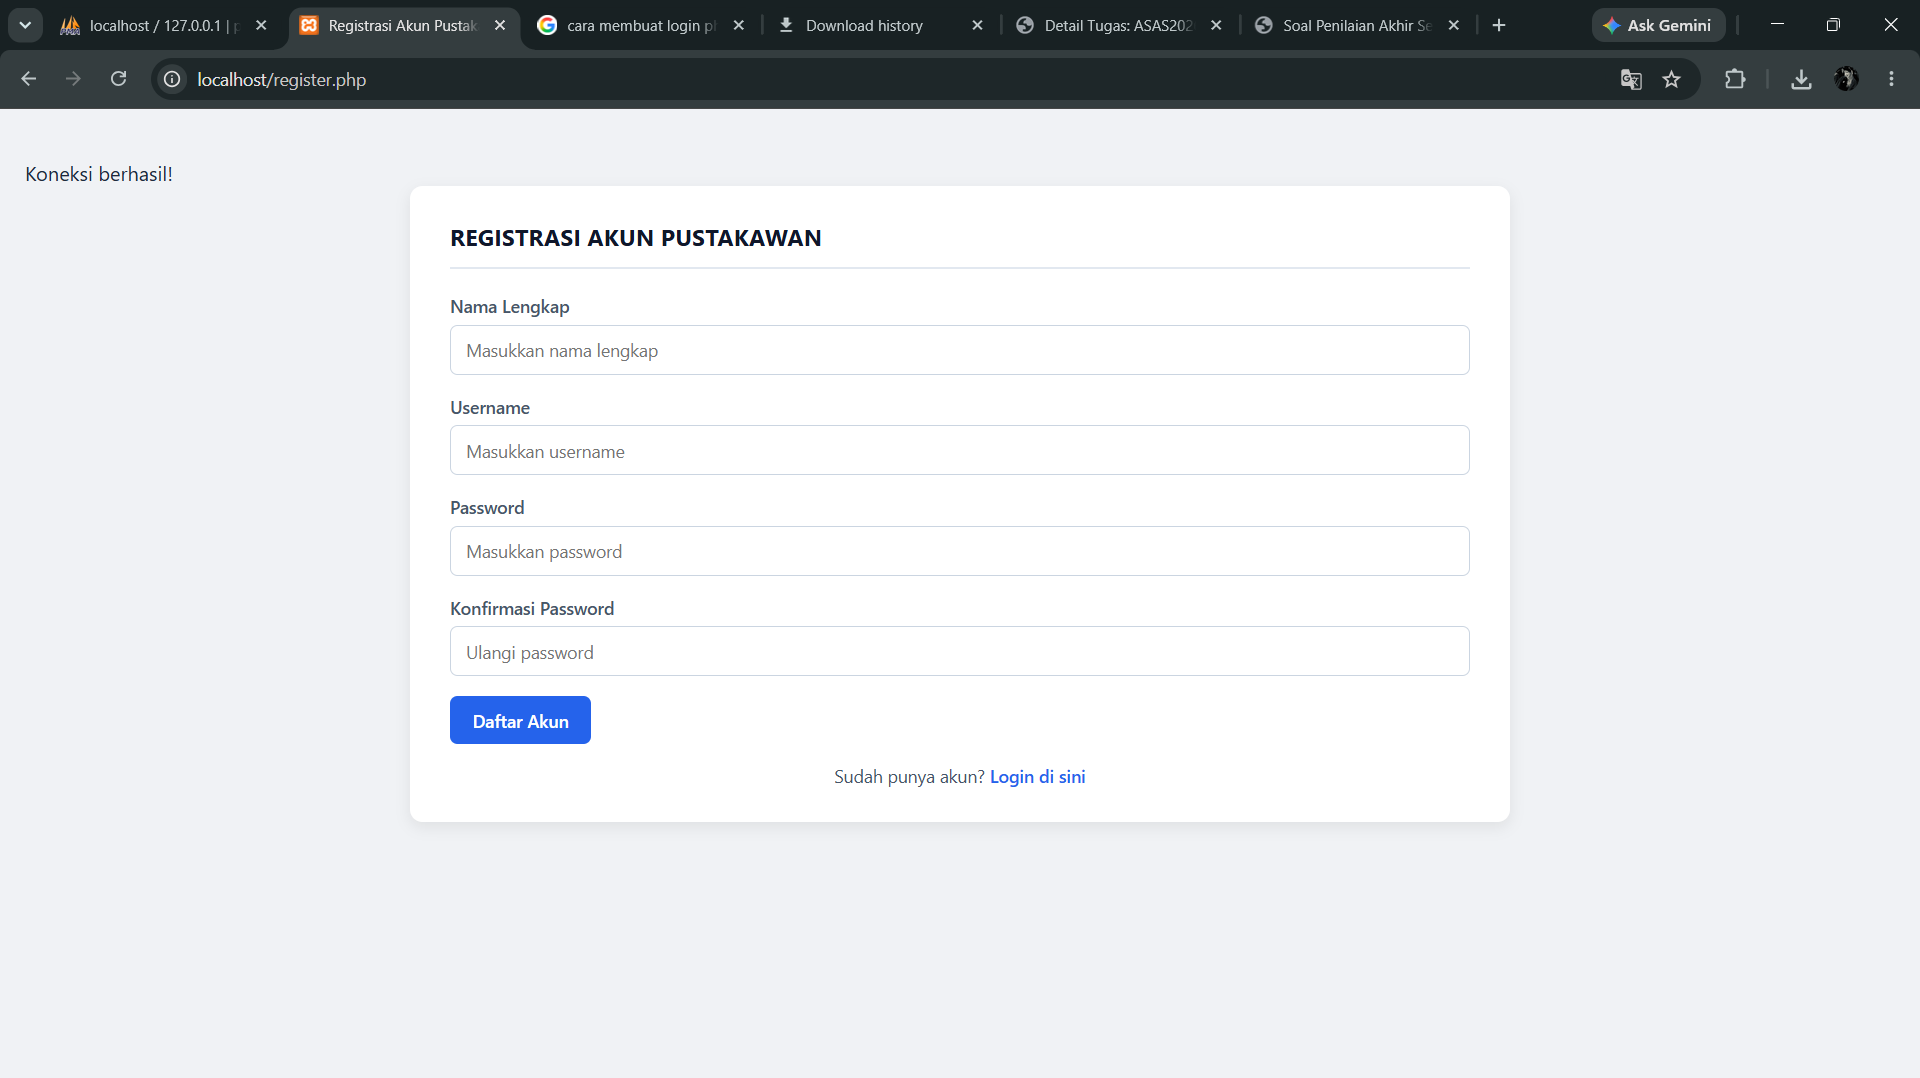 localhost / 127.0.0.1 |
Registrasi Akun Pustak
cara membuat login p
Download history
Detail Tugas: ASAS202
Soal Penilaian Akhir Se
Ask Gemini
localhost/register.php
Koneksi berhasil!
REGISTRASI AKUN PUSTAKAWAN
Nama Lengkap
Masukkan nama lengkap
Username
Masukkan username
Password
Masukkan password
Konfirmasi Password
Ulangi password
Daftar Akun
Sudah punya akun? Login di sini